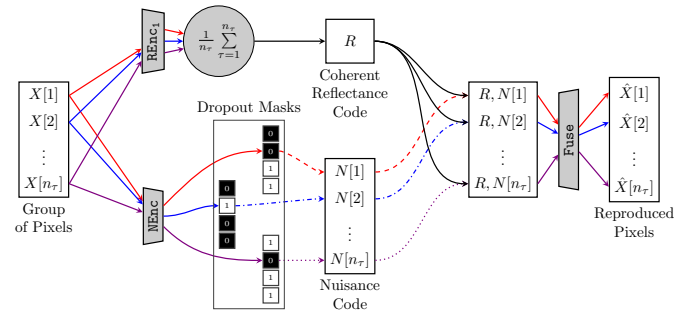 X[1]
X[2]
⋮
X[n_τ]
Group
of Pixels
REnc₁
NEnc
1/n_τ Σ_{τ=1}^{n_τ}
Dropout Masks
0
0
1
1
0
1
0
0
1
0
1
1
R
Coherent
Reflectance
Code
N[1]
N[2]
⋮
N[n_τ]
Nuisance
Code
R, N[1]
R, N[2]
⋮
R, N[n_τ]
Fuse
X̂[1]
X̂[2]
⋮
X̂[n_τ]
Reproduced
Pixels